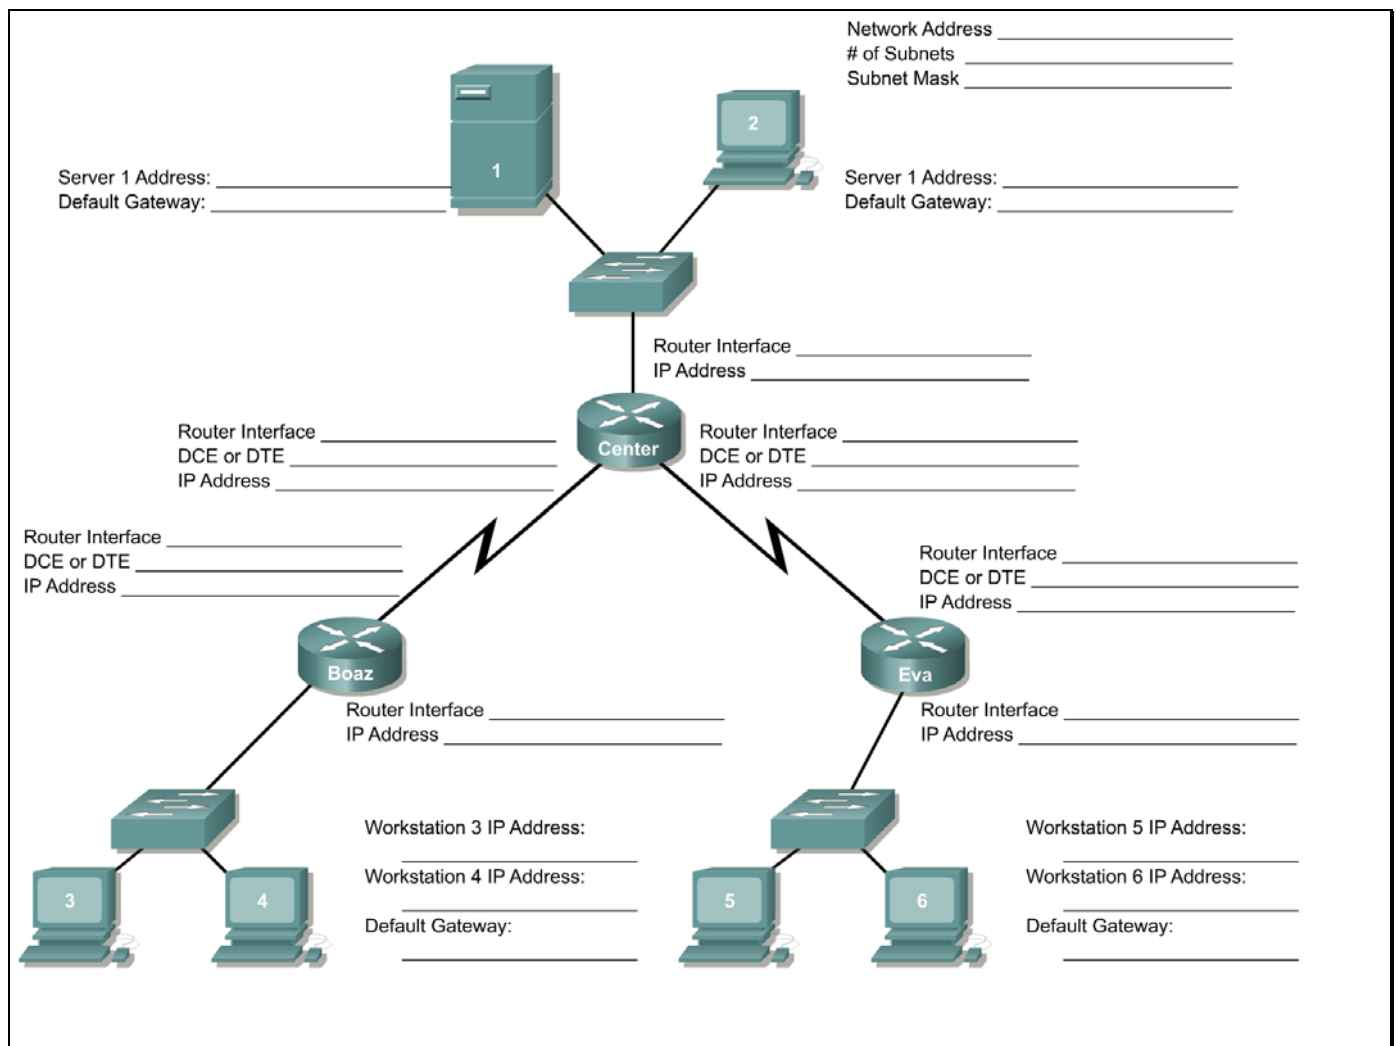 Network Address
# of Subnets
Subnet Mask
2
1
Server 1 Address:
Default Gateway:
Server 1 Address:
Default Gateway:
Router Interface
IP Address
Router Interface
DCE or DTE
IP Address
Center
Router Interface
DCE or DTE
IP Address
Router Interface
DCE or DTE
IP Address
Router Interface
DCE or DTE
IP Address
Boaz
Eva
Router Interface
IP Address
Router Interface
IP Address
Workstation 3 IP Address:
Workstation 4 IP Address:
Default Gateway:
Workstation 5 IP Address:
Workstation 6 IP Address:
Default Gateway:
3
4
5
6